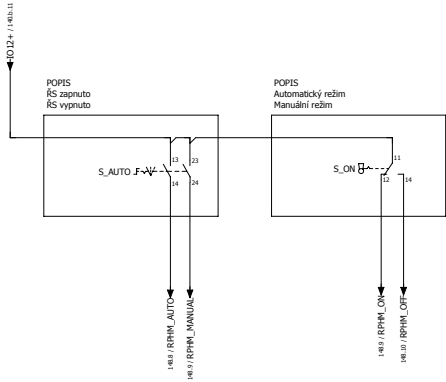 IO12+ / 140.b.11
POPIS
ŘS zapnuto
ŘS vypnuto
POPIS
Automatický režim
Manuální režim
S_AUTO
13
23
14
24
S_ON
11
12
14
148.8 / RPHM_AUTO
148.9 / RPHM_MANUAL
148.9 / RPHM_ON
148.10 / RPHM_OFF